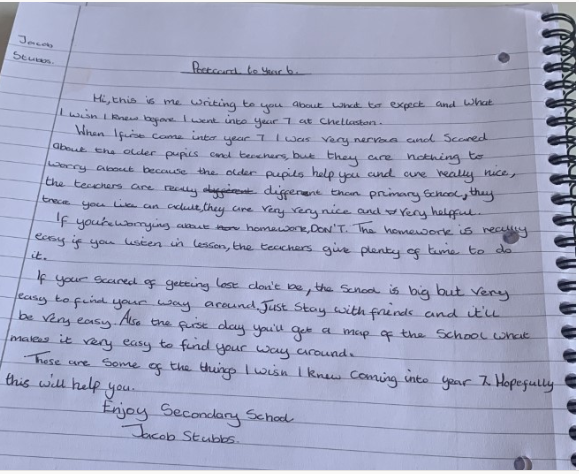 Jacob
Stubbs.
Postcard to year 6.
Hi, this is me writing to you about what to expect and what
I wish I knew before I went into year 7 at Chellaston.
When I first came into year 7 I was very nervous and scared
about the older pupils and teachers, but they are nothing to
worry about because the older pupils help you and are really nice,
the teachers are really different than primary school, they
treat you like an adult, they are very very nice and very helpful.
If you're worrying about homework, DON'T. The homework is really
easy if you listen in lesson, the teachers give plenty of time to do
it.
If your scared of getting lost don't be, the school is big but very
easy to find your way around, Just stay with friends and it'll
be very easy. Also the first day you'll get a map of the school what
makes it very easy to find your way around.
These are some of the things I wish I knew coming into year 7. Hopefully
this will help you.
Enjoy Secondary School
Jacob Stubbs.